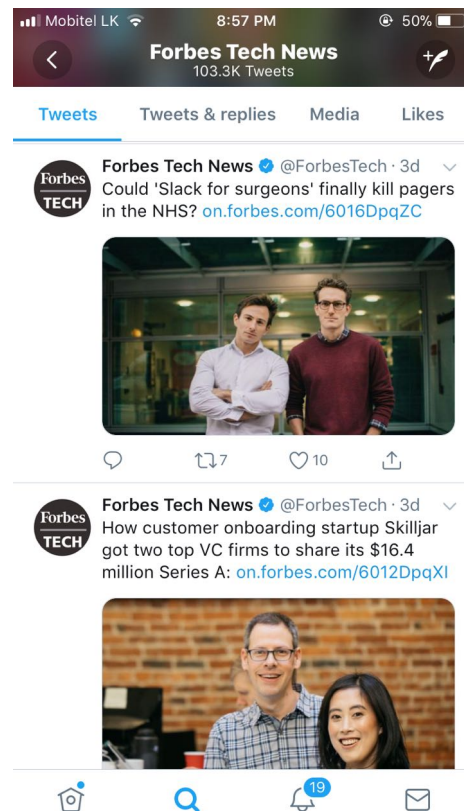 Mobitel LK 8:57 PM 50%
Forbes Tech News
103.3K Tweets
Tweets Tweets & replies Media Likes
Forbes TECH
Forbes Tech News @ForbesTech · 3d
Could 'Slack for surgeons' finally kill pagers
in the NHS? on.forbes.com/6016DpqZC
7 10
Forbes TECH
Forbes Tech News @ForbesTech · 3d
How customer onboarding startup Skilljar
got two top VC firms to share its $16.4
million Series A: on.forbes.com/6012DpqXI
19